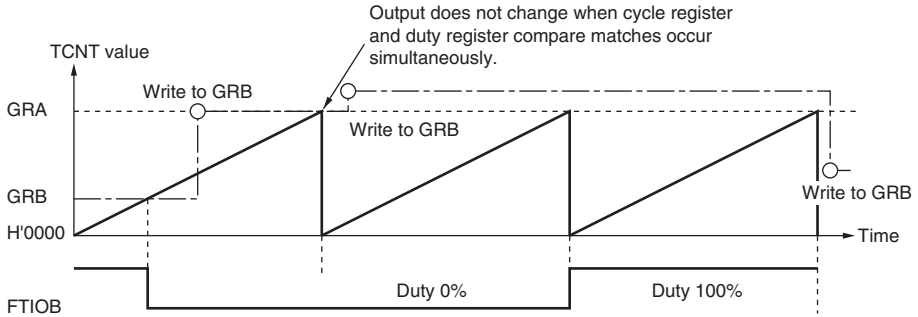 Output does not change when cycle register
and duty register compare matches occur
simultaneously.
TCNT value
Write to GRB
GRA
Write to GRB
GRB
Write to GRB
H'0000
Time
Duty 0%
Duty 100%
FTIOB